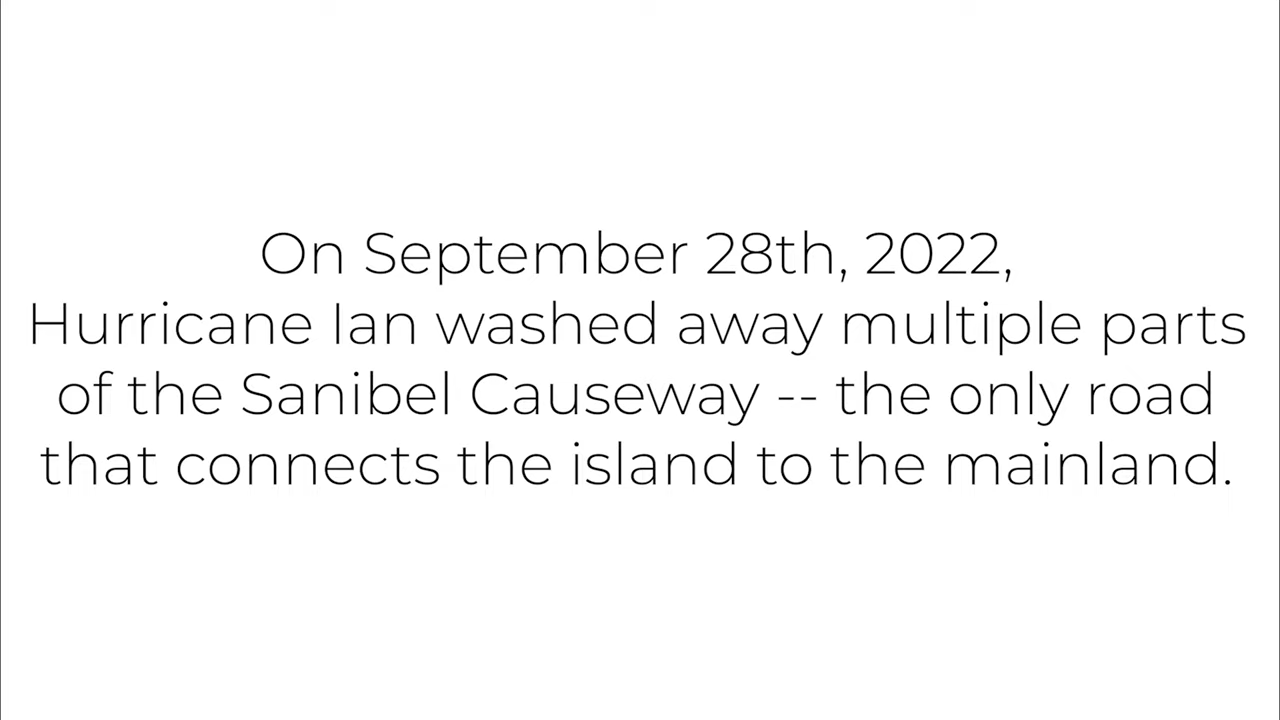 On September 28th, 2022,
Hurricane Ian washed away multiple parts
of the Sanibel Causeway -- the only road
that connects the island to the mainland.